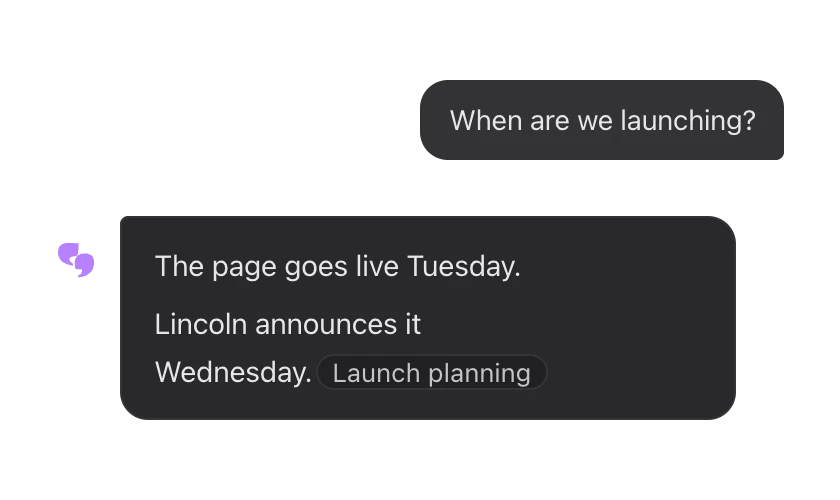 When are we launching?
The page goes live Tuesday.
Lincoln announces it
Wednesday. Launch planning